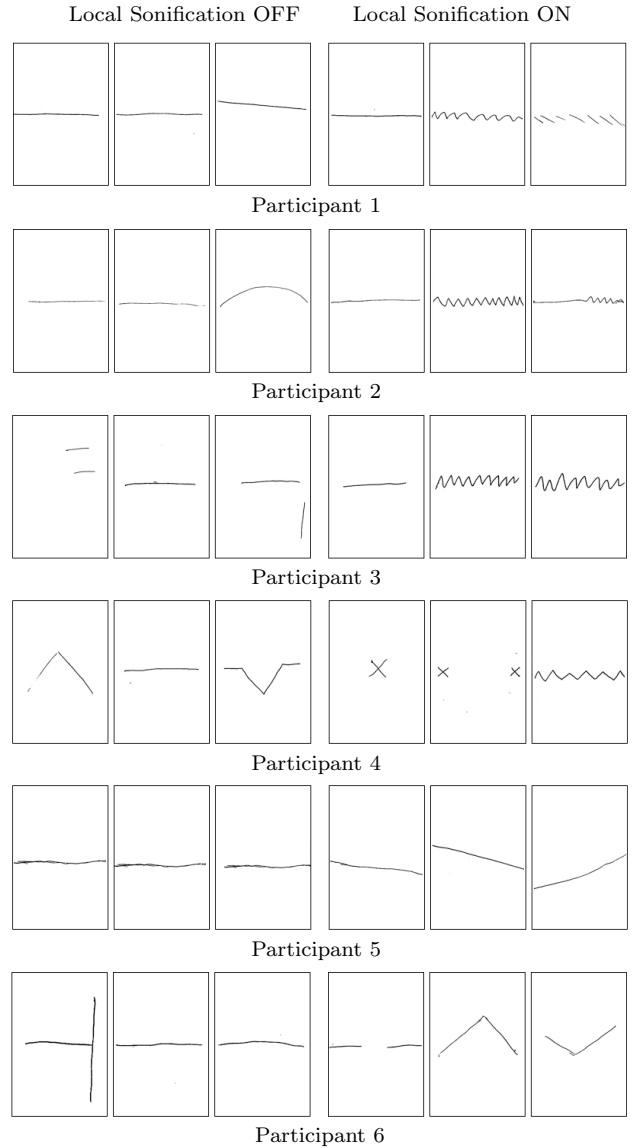 Local Sonification OFF Local Sonification ON
Participant 1
Participant 2
Participant 3
Participant 4
Participant 5
Participant 6